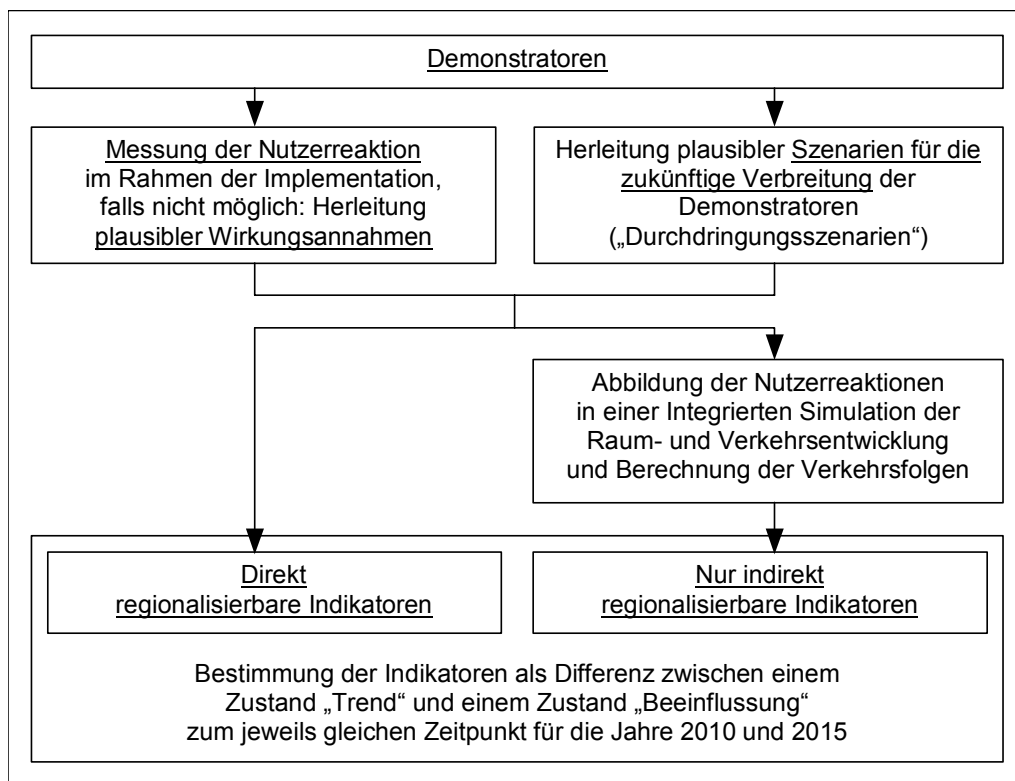 Demonstratoren
Messung der Nutzerreaktion
im Rahmen der Implementation,
falls nicht möglich: Herleitung
plausibler Wirkungsannahmen
Herleitung plausibler Szenarien für die
zukünftige Verbreitung der
Demonstratoren
(„Durchdringungsszenarien“)
Abbildung der Nutzerreaktionen
in einer Integrierten Simulation der
Raum- und Verkehrsentwicklung
und Berechnung der Verkehrsfolgen
Direkt
regionalisierbare Indikatoren
Nur indirekt
regionalisierbare Indikatoren
Bestimmung der Indikatoren als Differenz zwischen einem
Zustand „Trend“ und einem Zustand „Beeinflussung“
zum jeweils gleichen Zeitpunkt für die Jahre 2010 und 2015